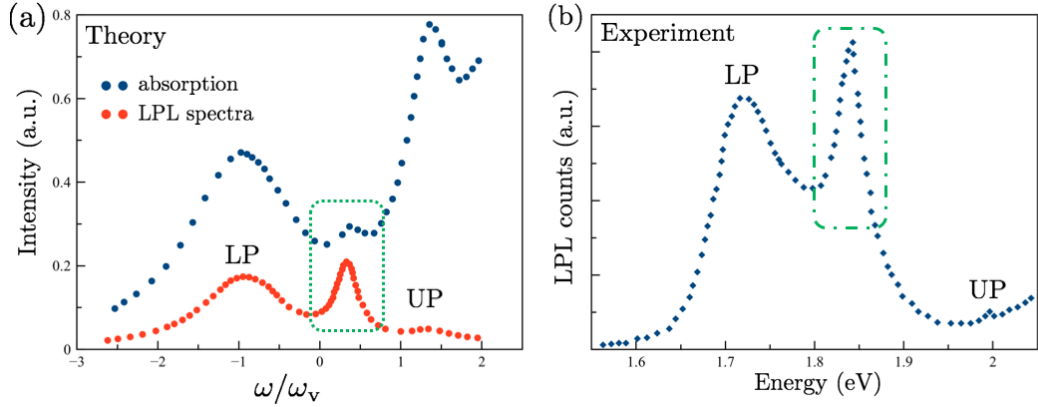 (a)
Theory
absorption
LPL spectra
LP
UP
Intensity (a.u.)
0.8
0.6
0.4
0.2
0
−3
−2
−1
0
1
2
ω/ωv
(b)
Experiment
LP
UP
LPL counts (a.u.)
1.6
1.7
1.8
1.9
2
Energy (eV)